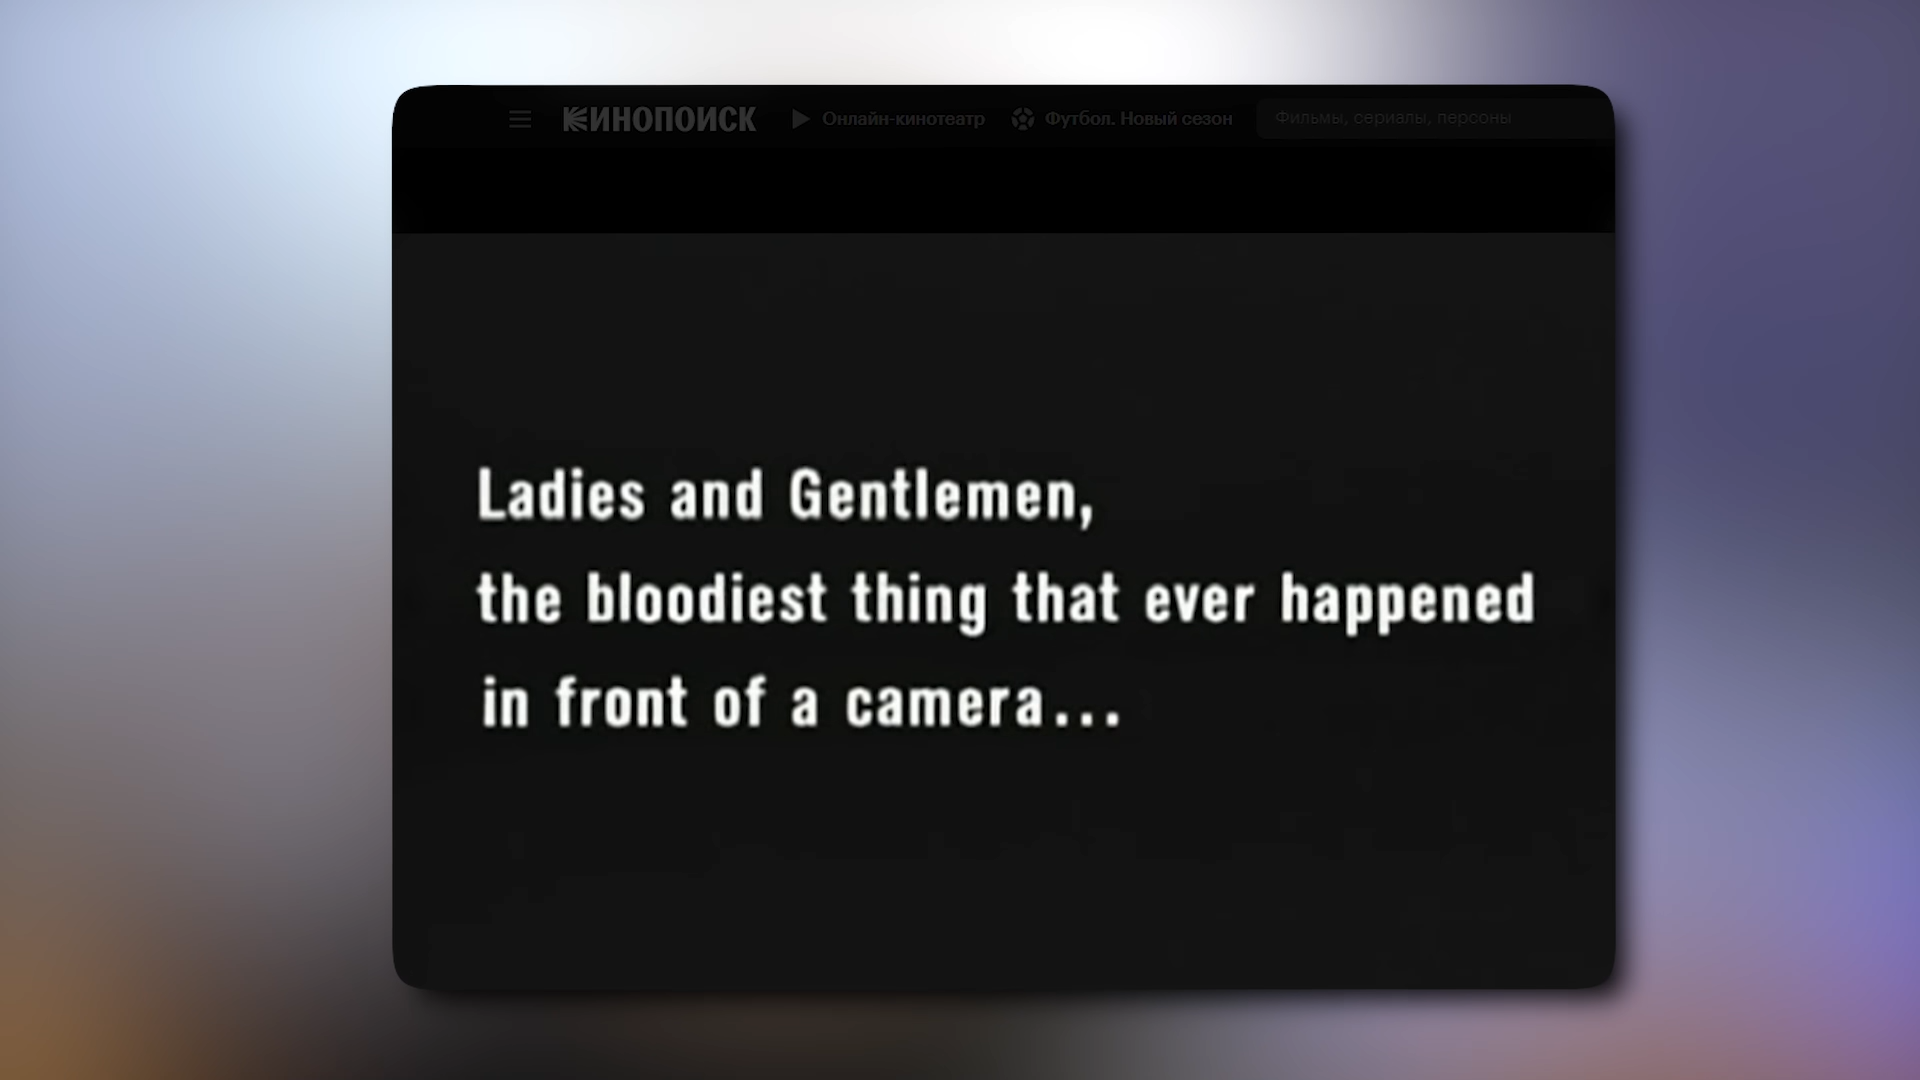 КИНОПОИСК Онлайн-кинотеатр Футбол. Новый сезон Фильмы, сериалы, персоны
Ladies and Gentlemen,
the bloodiest thing that ever happened
in front of a camera...